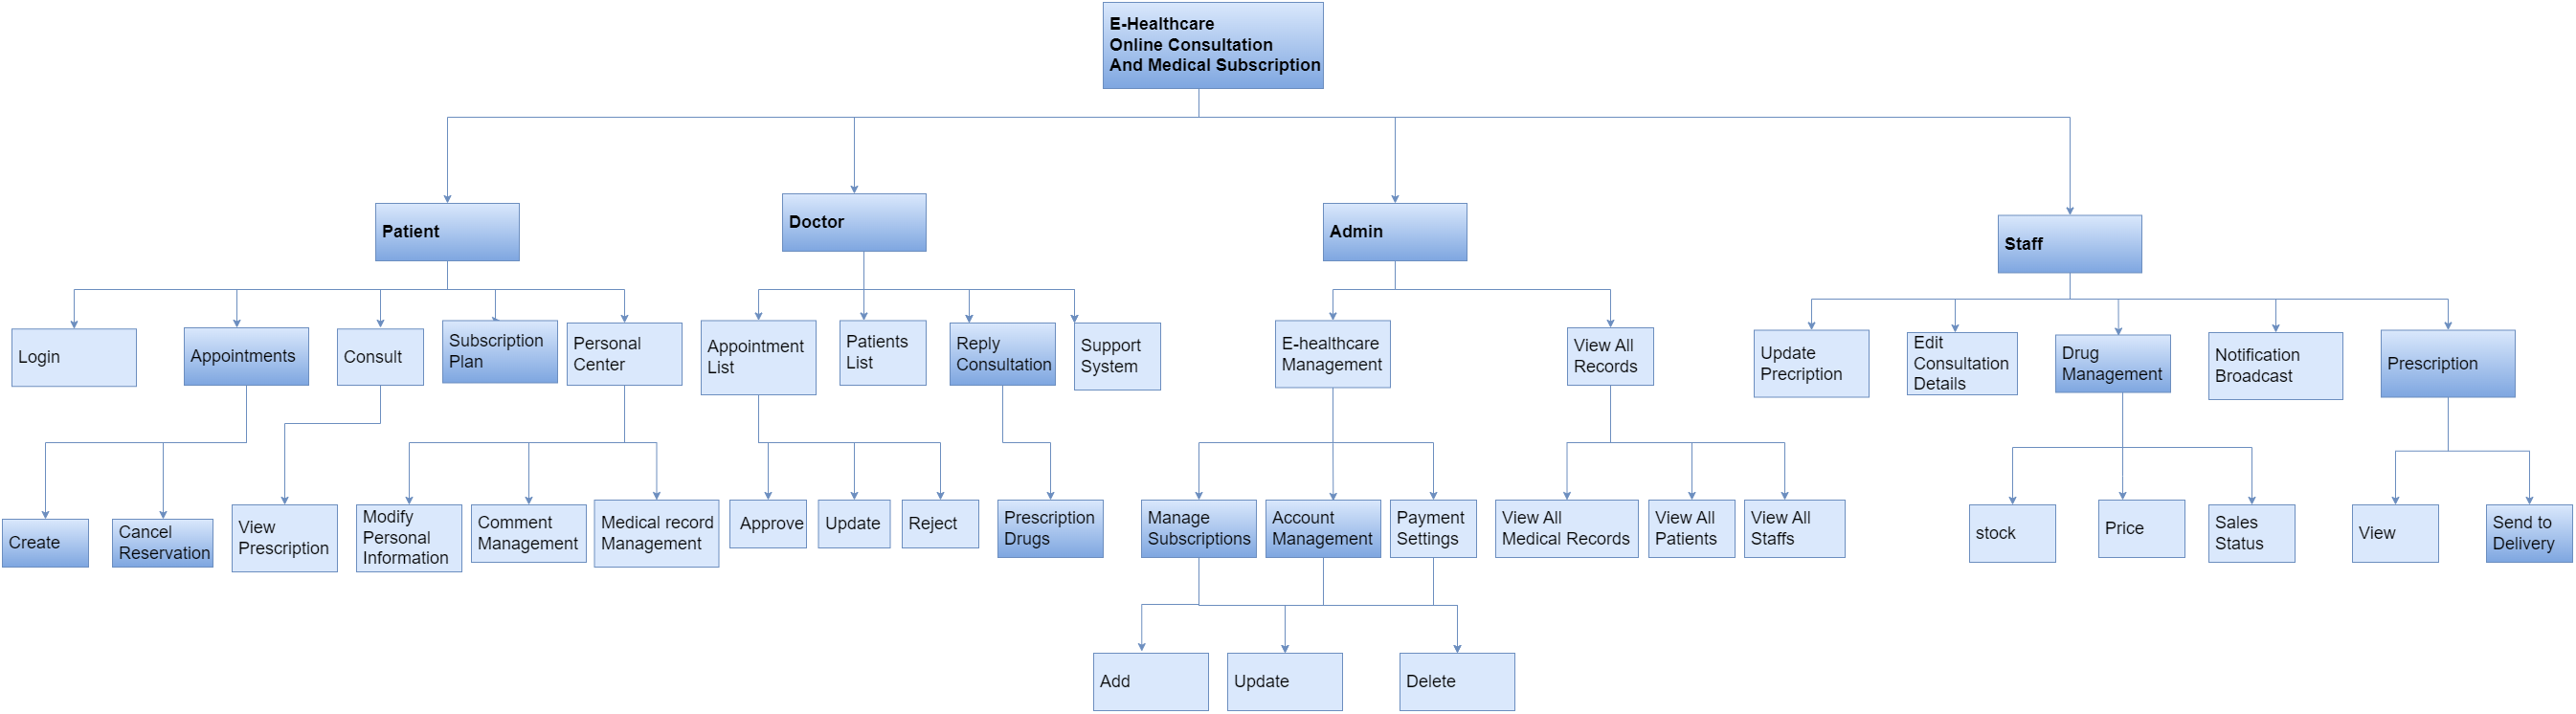 E-Healthcare
Online Consultation
And Medical Subscription
Patient
Doctor
Admin
Staff
Login
Appointments
Consult
Subscription
Plan
Personal
Center
Appointment
List
Patients
List
Reply
Consultation
Support
System
E-healthcare
Management
View All
Records
Update
Precription
Edit
Consultation
Details
Drug
Management
Notification
Broadcast
Prescription
Create
Cancel
Reservation
View
Prescription
Modify
Personal
Information
Comment
Management
Medical record
Management
Approve
Update
Reject
Prescription
Drugs
Manage
Subscriptions
Account
Management
Payment
Settings
View All
Medical Records
View All
Patients
View All
Staffs
stock
Price
Sales
Status
View
Send to
Delivery
Add
Update
Delete